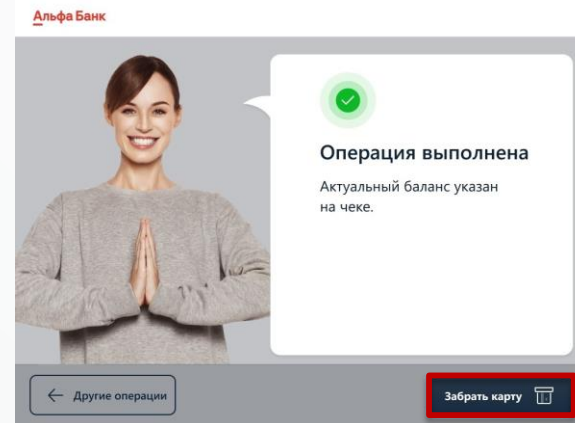 Альфа Банк
Операция выполнена
Актуальный баланс указан
на чеке.
Другие операции
Забрать карту